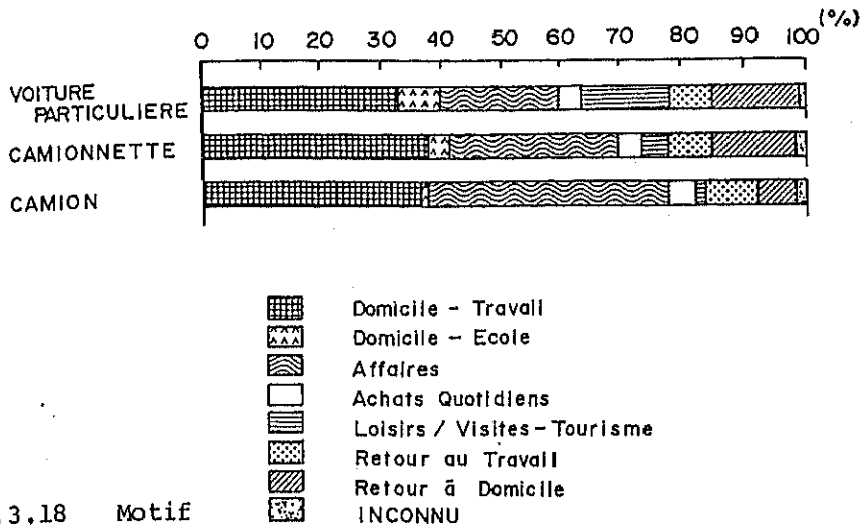 (%)
0 10 20 30 40 50 60 70 80 90 100
VOITURE
PARTICULIERE
CAMIONNETTE
CAMION
Domicile - Travail
Domicile - Ecole
Affaires
Achats Quotidiens
Loisirs / Visites-Tourisme
Retour au Travail
Retour à Domicile
.3.18 Motif INCONNU